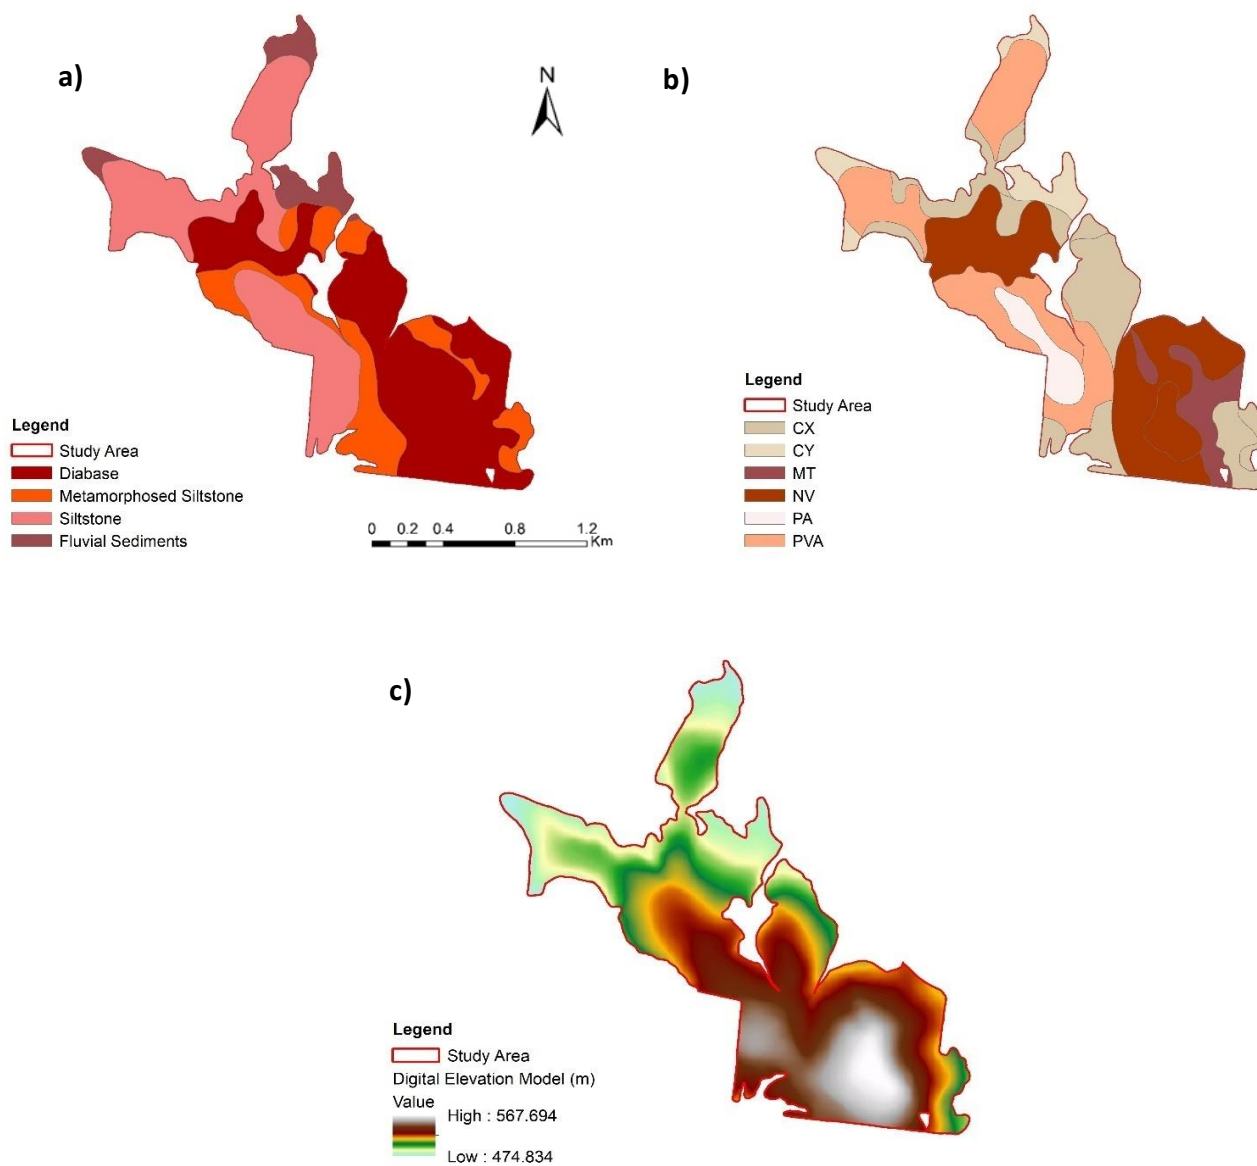 a)
N
Legend
Study Area
Diabase
Metamorphosed Siltstone
Siltstone
Fluvial Sediments
0 0.2 0.4 0.8 1.2
Km
b)
Legend
Study Area
CX
CY
MT
NV
PA
PVA
c)
Legend
Study Area
Digital Elevation Model (m)
Value
High : 567.694
Low : 474.834